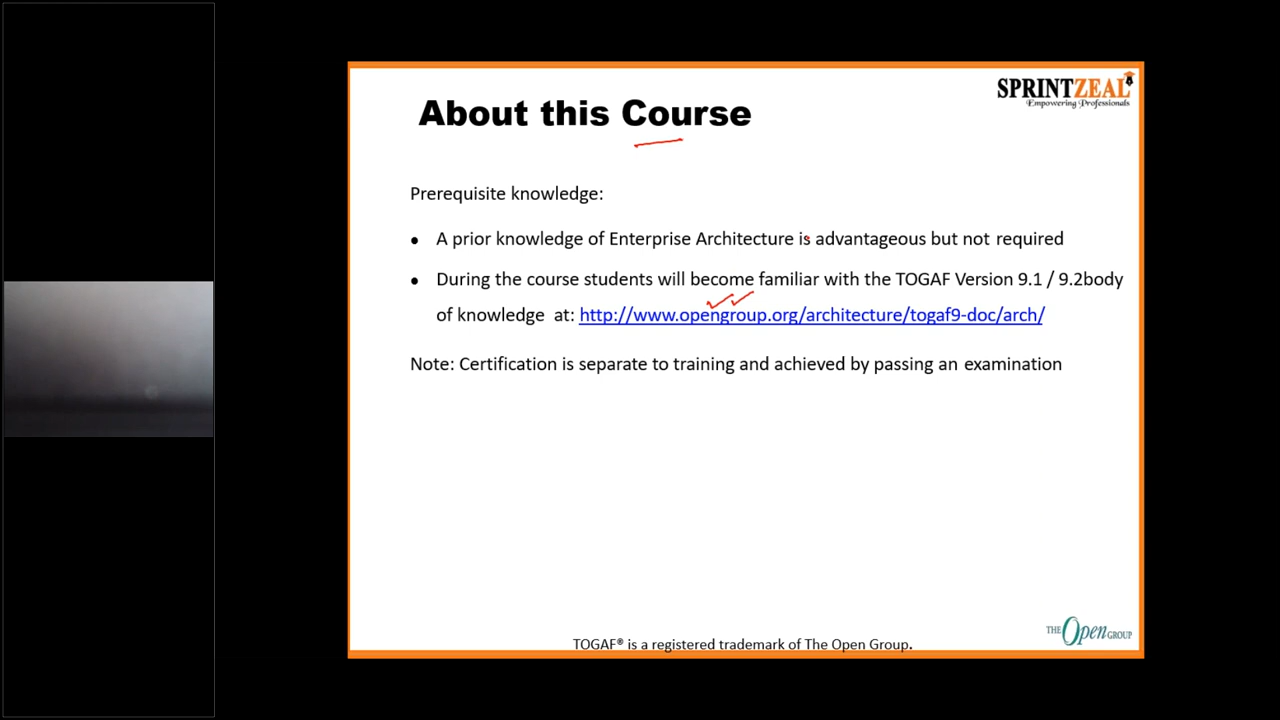 SPRINTZEAL
Empowering Professionals
About this Course
Prerequisite knowledge:
• A prior knowledge of Enterprise Architecture is advantageous but not required
• During the course students will become familiar with the TOGAF Version 9.1 / 9.2body
of knowledge at: http://www.opengroup.org/architecture/togaf9-doc/arch/
Note: Certification is separate to training and achieved by passing an examination
THE Open GROUP
TOGAF® is a registered trademark of The Open Group.